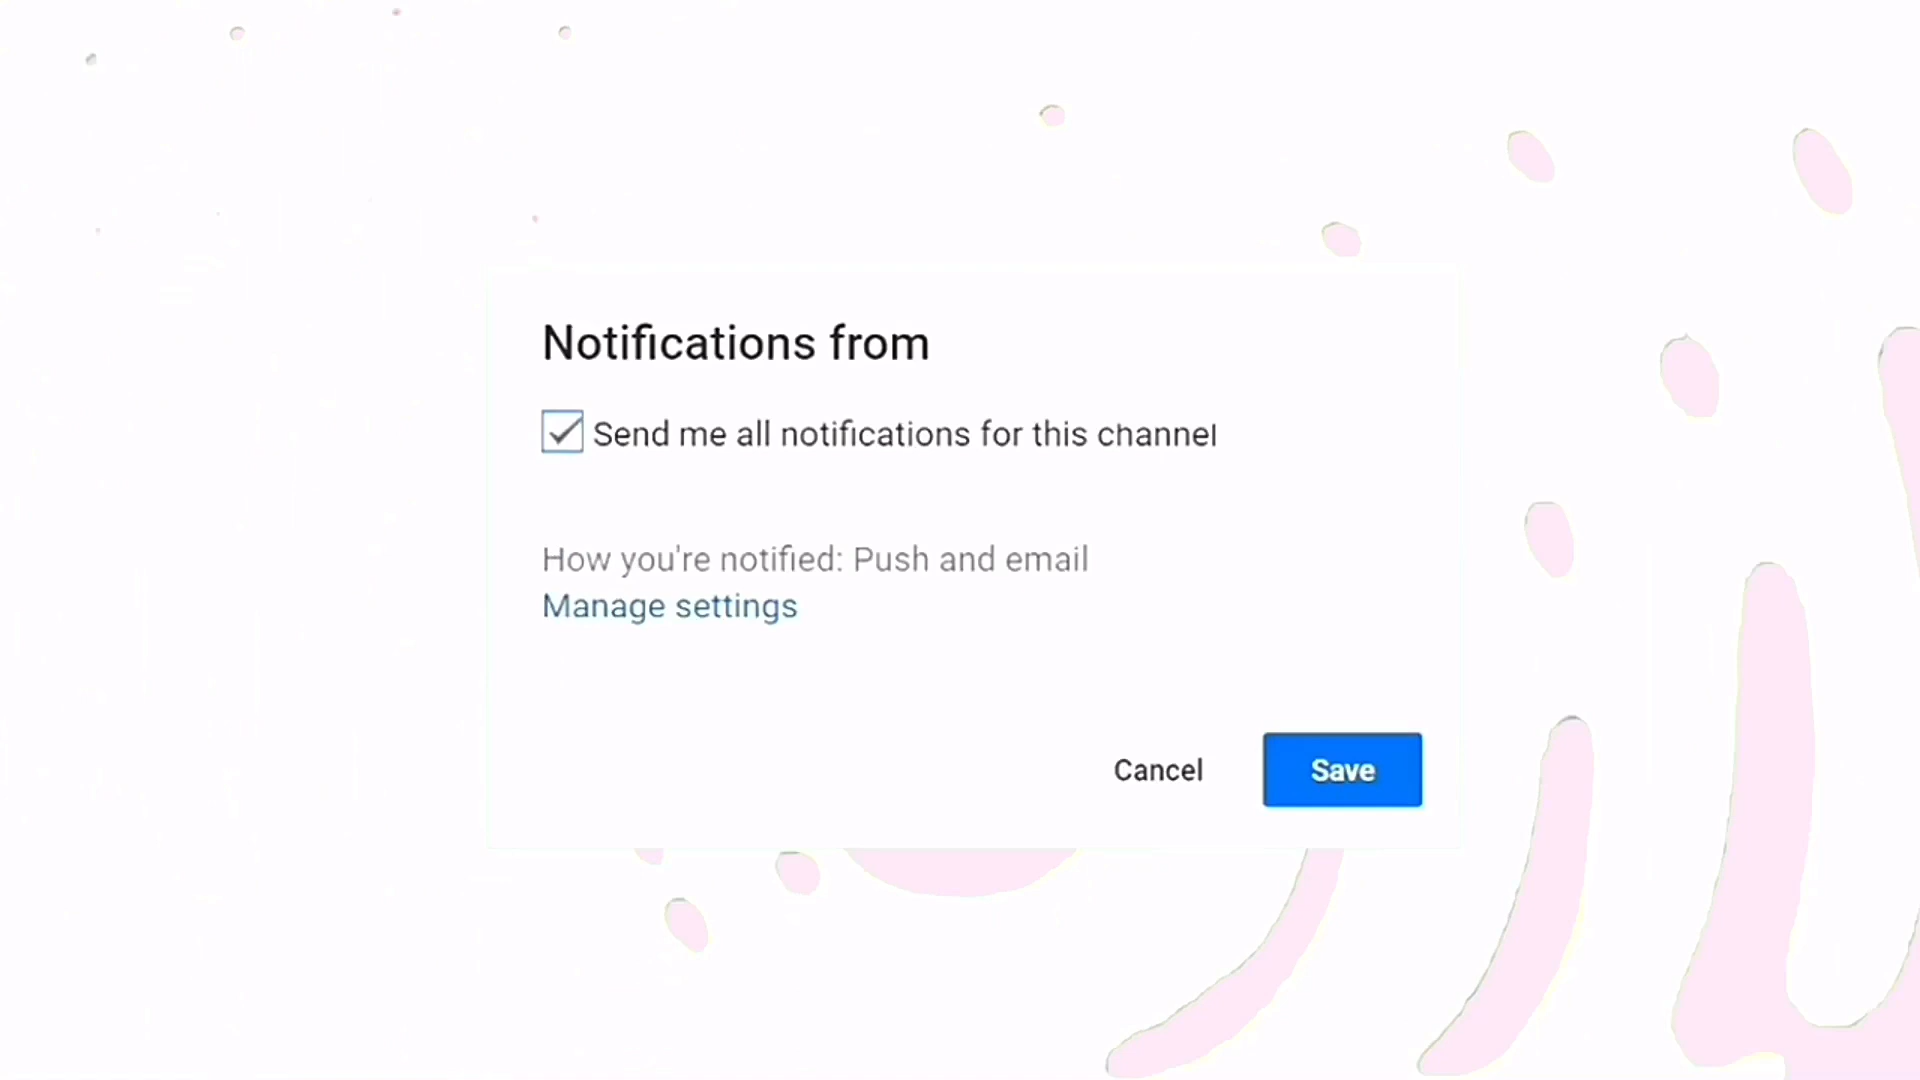 Notifications from
Send me all notifications for this channel
How you're notified: Push and email
Manage settings
Cancel
Save